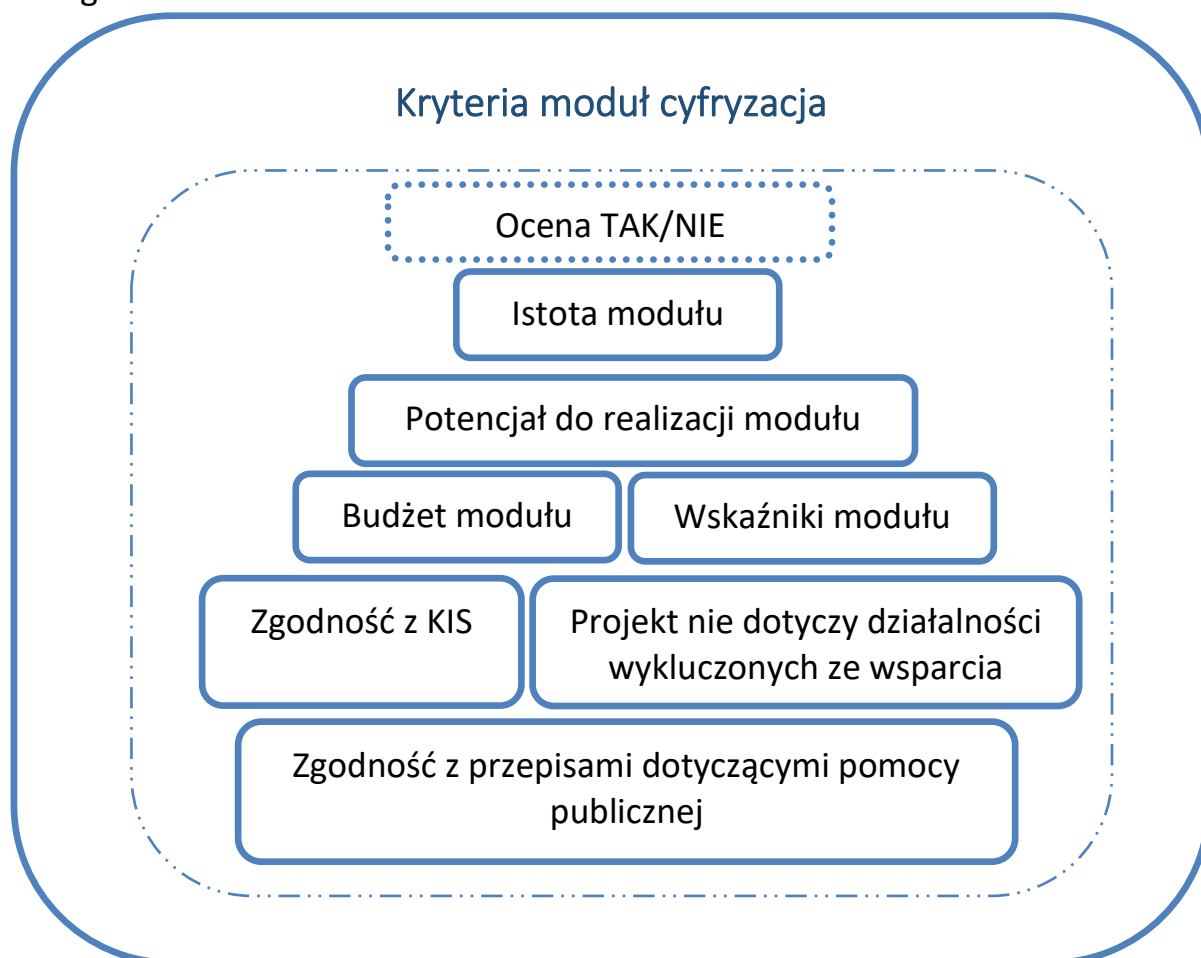 Kryteria moduł cyfryzacja
Ocena TAK/NIE
Istota modułu
Potencjał do realizacji modułu
Budżet modułu
Wskaźniki modułu
Zgodność z KIS
Projekt nie dotyczy działalności
wykluczonych ze wsparcia
Zgodność z przepisami dotyczącymi pomocy
publicznej